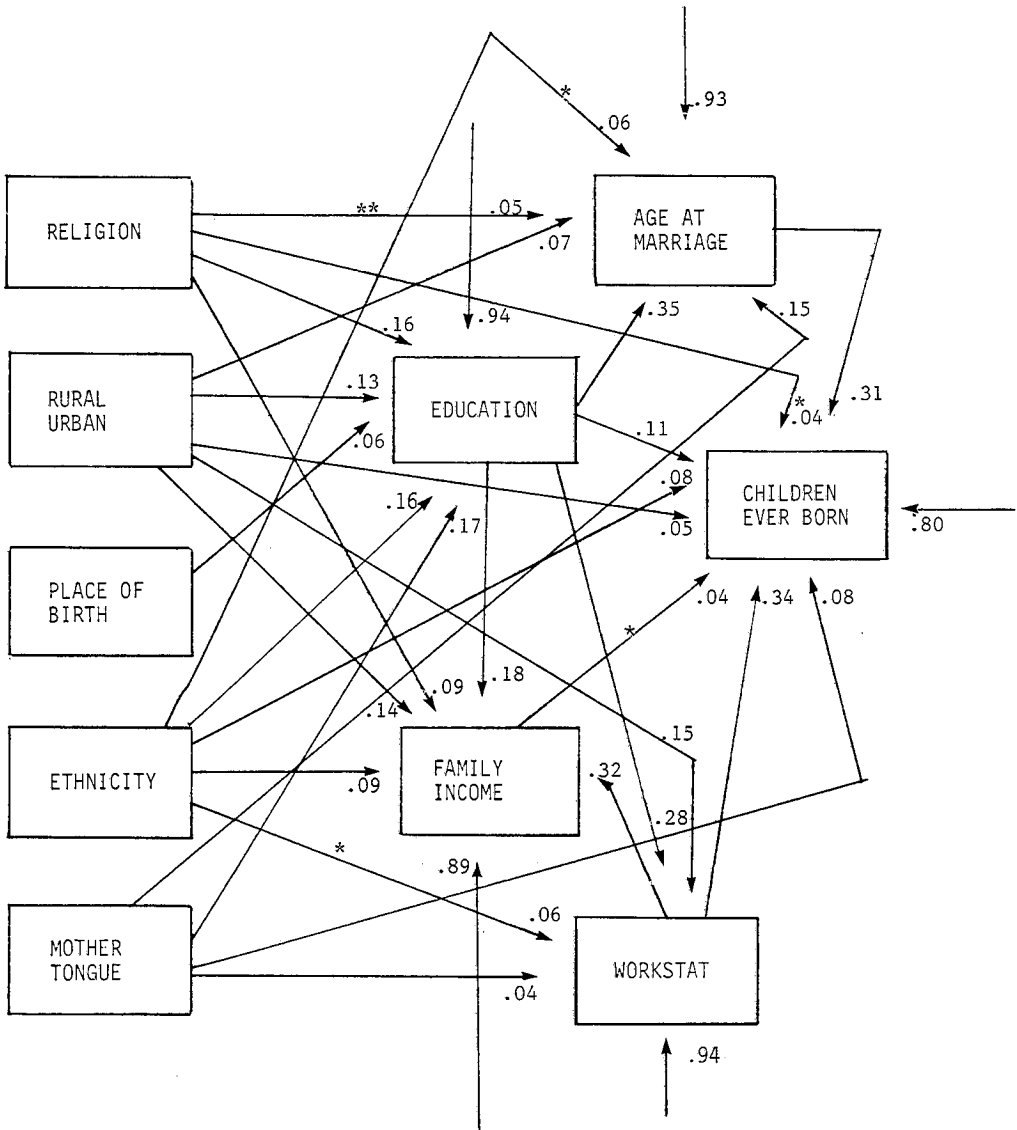 .93
*
.06
RELIGION
**
.05
AGE AT
MARRIAGE
.07
.16
.94
.35
.15
RURAL
URBAN
.13
EDUCATION
.06
.11
*
.04
.31
.16
.17
.08
.05
CHILDREN
EVER BORN
.80
PLACE OF
BIRTH
*
.04
.34
.08
.14
.09
.18
.15
ETHNICITY
.09
FAMILY
INCOME
.32
.28
*
.89
.06
MOTHER
TONGUE
.04
WORKSTAT
.94